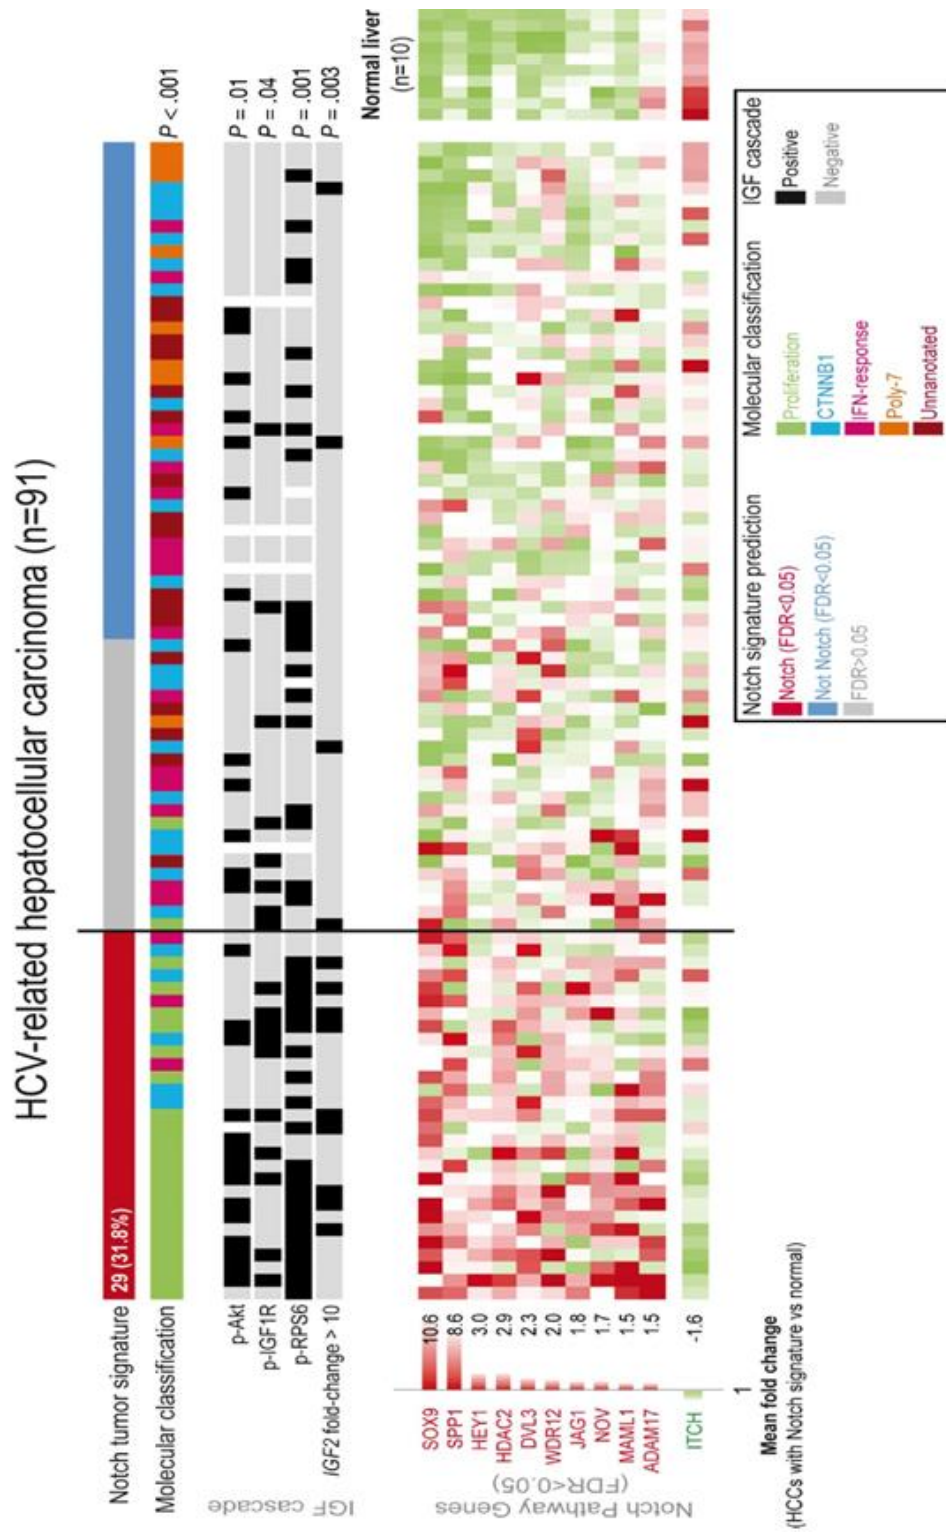 HCV-related hepatocellular carcinoma (n=91)
Notch tumor signature
29 (31.8%)
Molecular classification
P < .001
IGF cascade
p-Akt
P = .01
p-IGF1R
P = .04
p-RPS6
P = .001
IGF2 fold-change > 10
P = .003
Normal liver
(n=10)
Notch Pathway Genes
(FDR<0.05)
SOX9 10.6
SPP1 8.6
HEY1 3.0
HDAC2 2.9
DVL3 2.3
WDR12 2.0
JAG1 1.8
NOV 1.7
MAML1 1.5
ADAM17 1.5
ITCH -1.6
1
Mean fold change
(HCCs with Notch signature vs normal)
Notch signature prediction
Notch (FDR<0.05)
Not Notch (FDR<0.05)
FDR>0.05
Molecular classification
Proliferation
CTNNB1
IFN-response
Poly-7
Unnanotated
IGF cascade
Positive
Negative